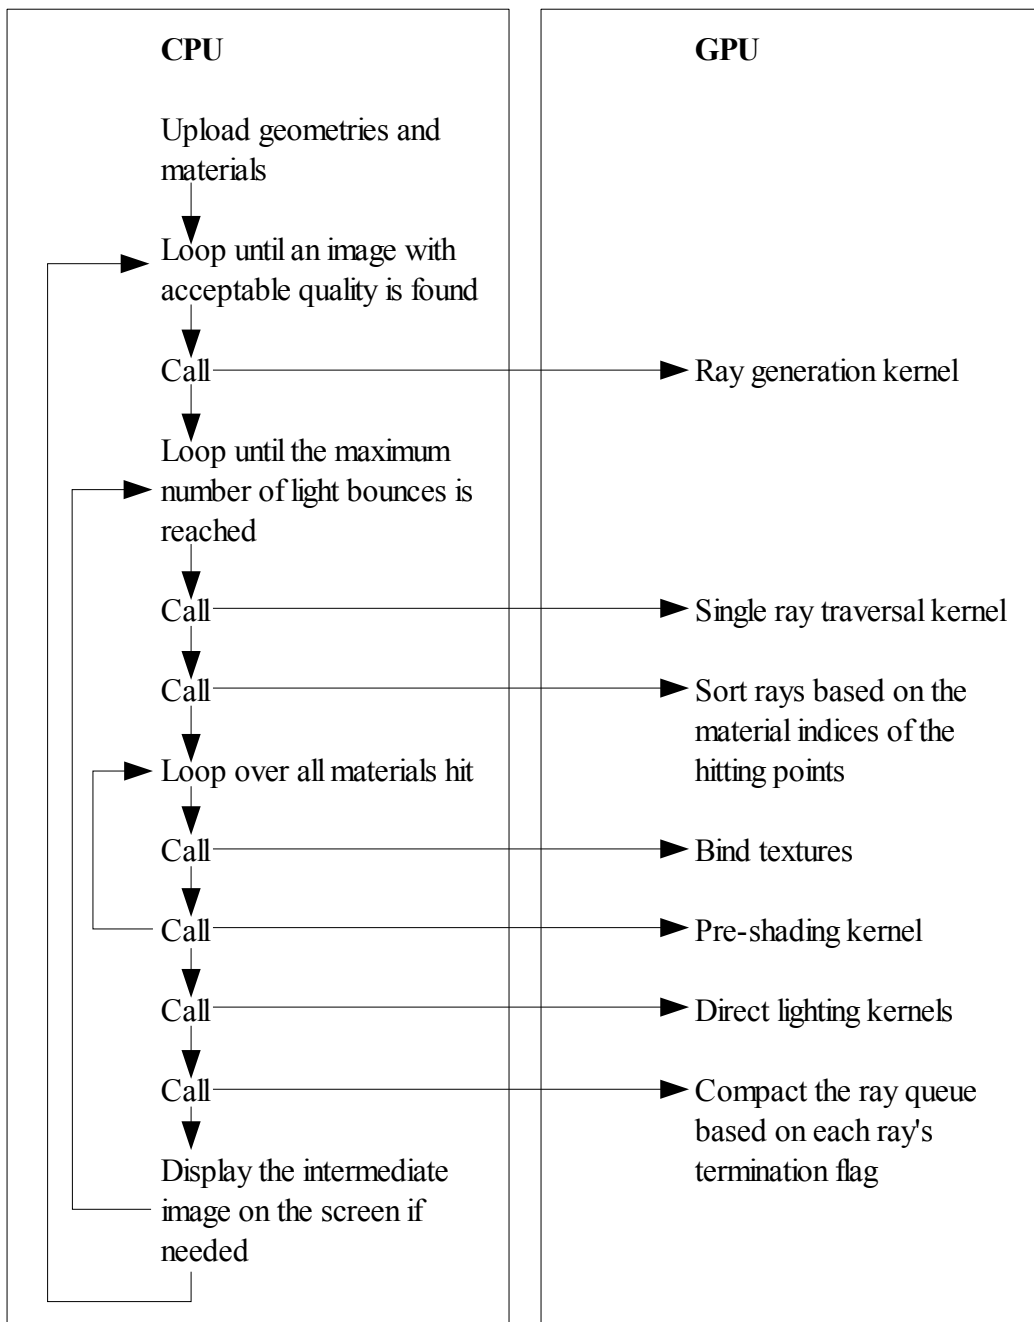 CPU
Upload geometries and
materials
Loop until an image with
acceptable quality is found
Call
Loop until the maximum
number of light bounces is
reached
Call
Call
Loop over all materials hit
Call
Call
Call
Call
Display the intermediate
image on the screen if
needed
GPU
Ray generation kernel
Single ray traversal kernel
Sort rays based on the
material indices of the
hitting points
Bind textures
Pre-shading kernel
Direct lighting kernels
Compact the ray queue
based on each ray's
termination flag